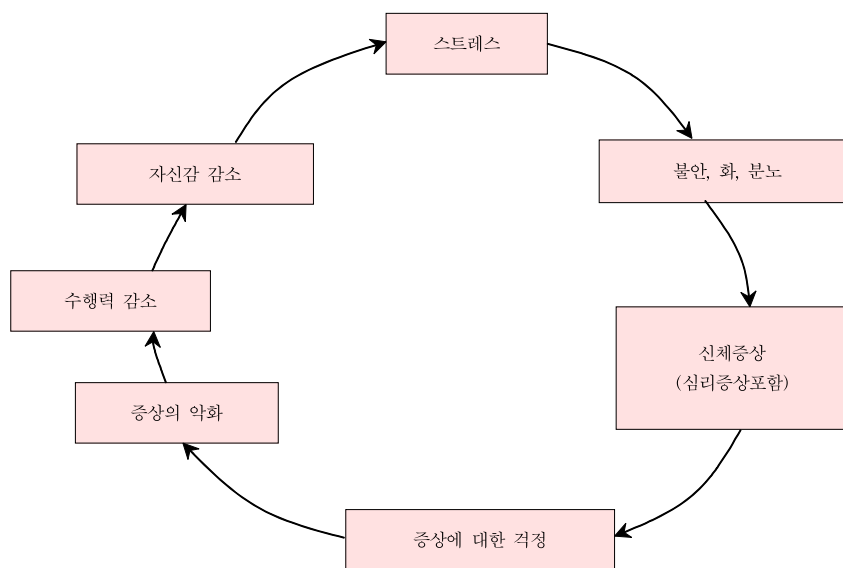 스트레스
불안, 화, 분노
신체증상
(심리증상포함)
증상에 대한 걱정
증상의 악화
수행력 감소
자신감 감소